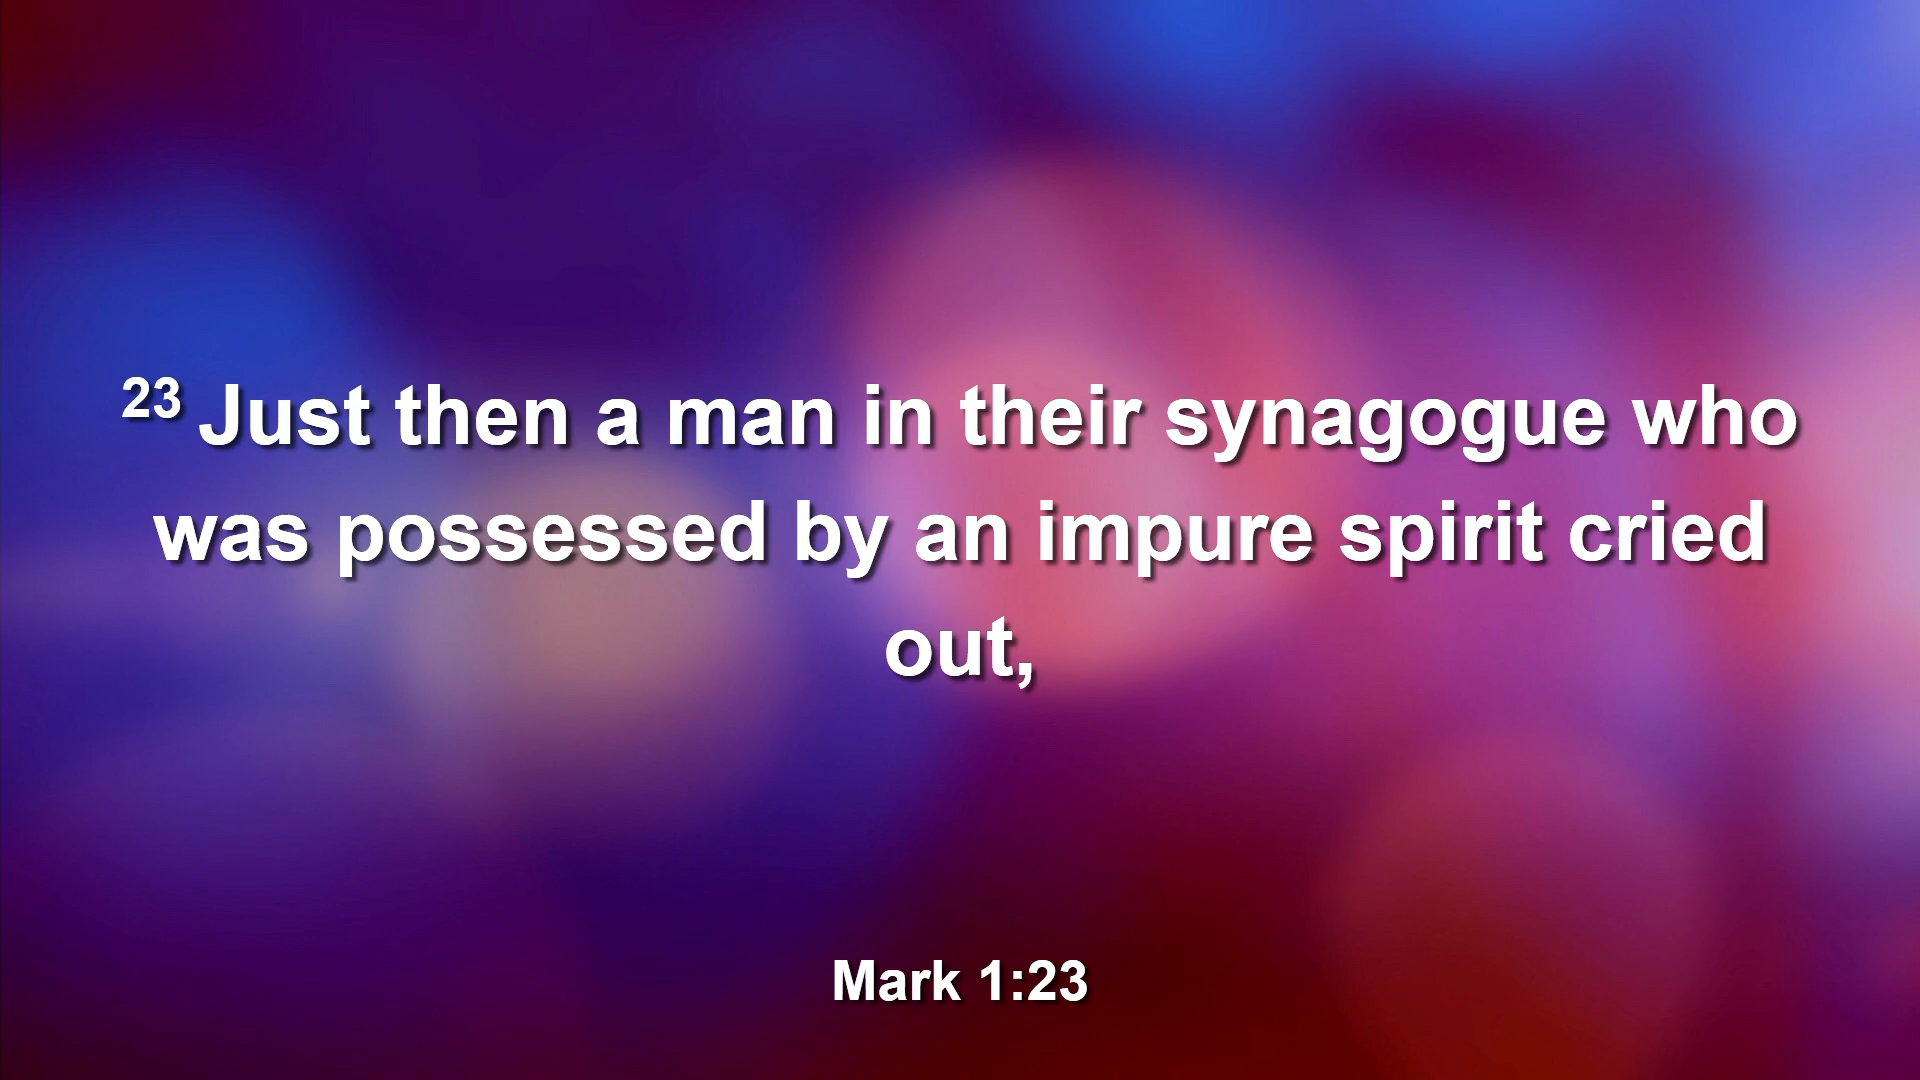 23 Just then a man in their synagogue who
was possessed by an impure spirit cried
out,
Mark 1:23